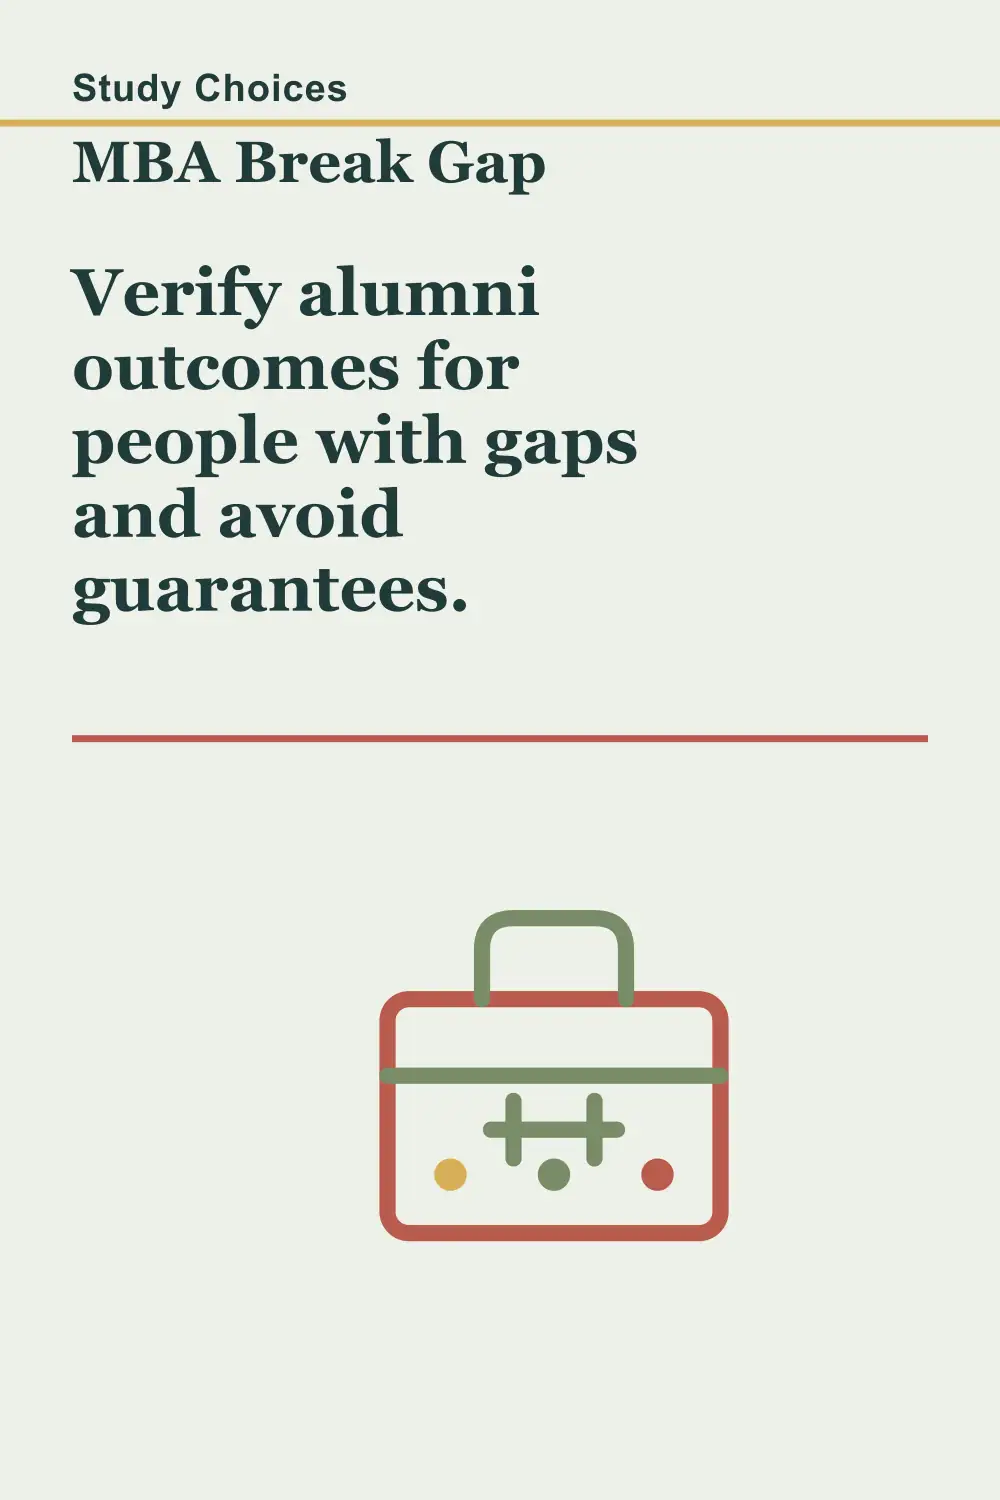 Study Choices
MBA Break Gap
Verify alumni
outcomes for
people with gaps
and avoid
guarantees.